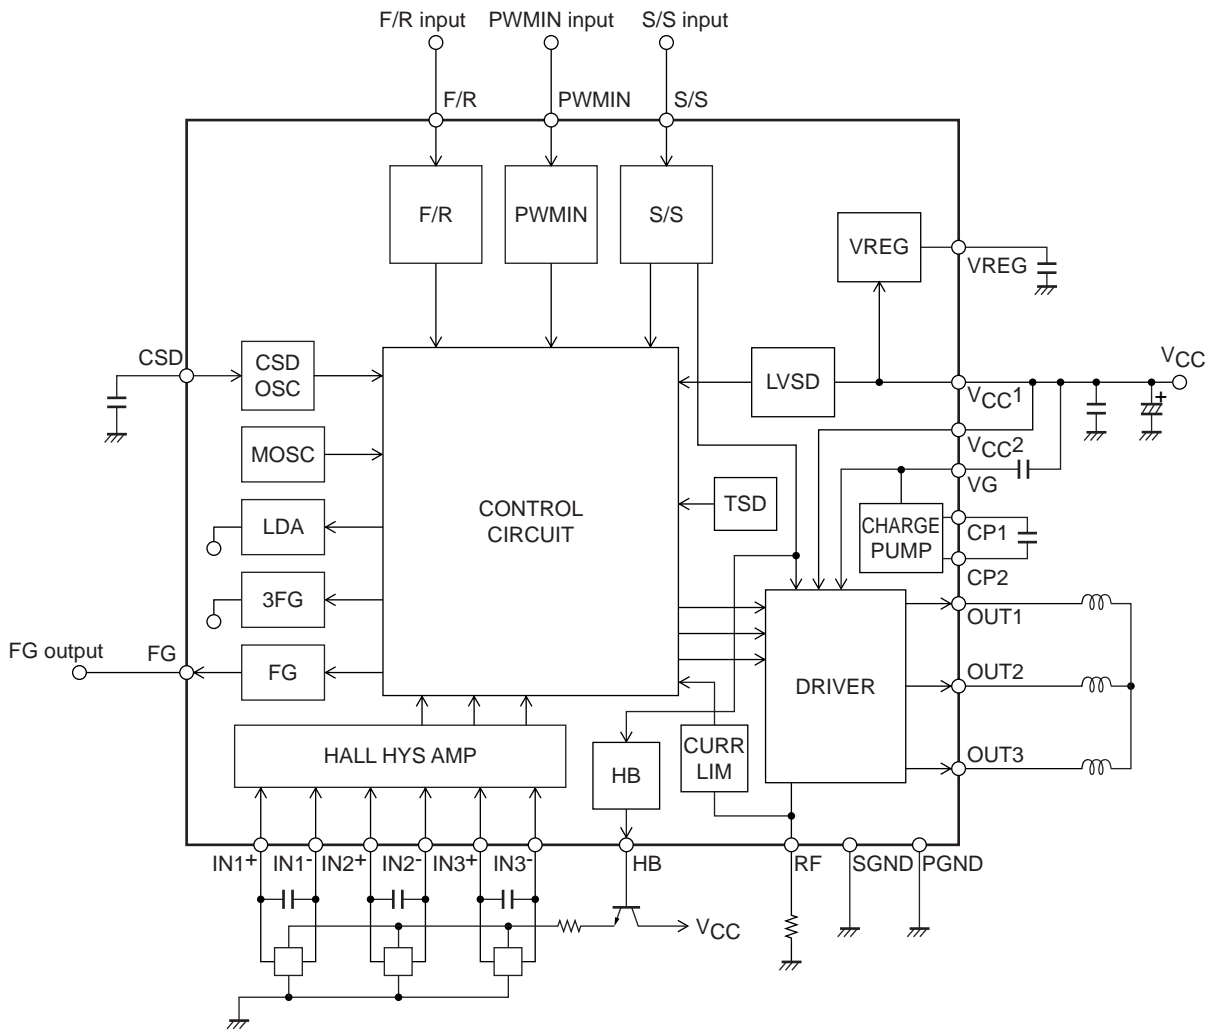 F/R input
PWMIN input
S/S input
F/R
PWMIN
S/S
F/R
PWMIN
S/S
VREG
VREG
CSD
CSD
OSC
LVSD
VCC
VCC1
VCC2
MOSC
VG
CONTROL
CIRCUIT
TSD
LDA
CHARGE
PUMP
CP1
CP2
3FG
OUT1
FG output
FG
FG
DRIVER
OUT2
HALL HYS AMP
HB
CURR
LIM
OUT3
IN1+
IN1-
IN2+
IN2-
IN3+
IN3-
HB
RF
SGND
PGND
+
VCC